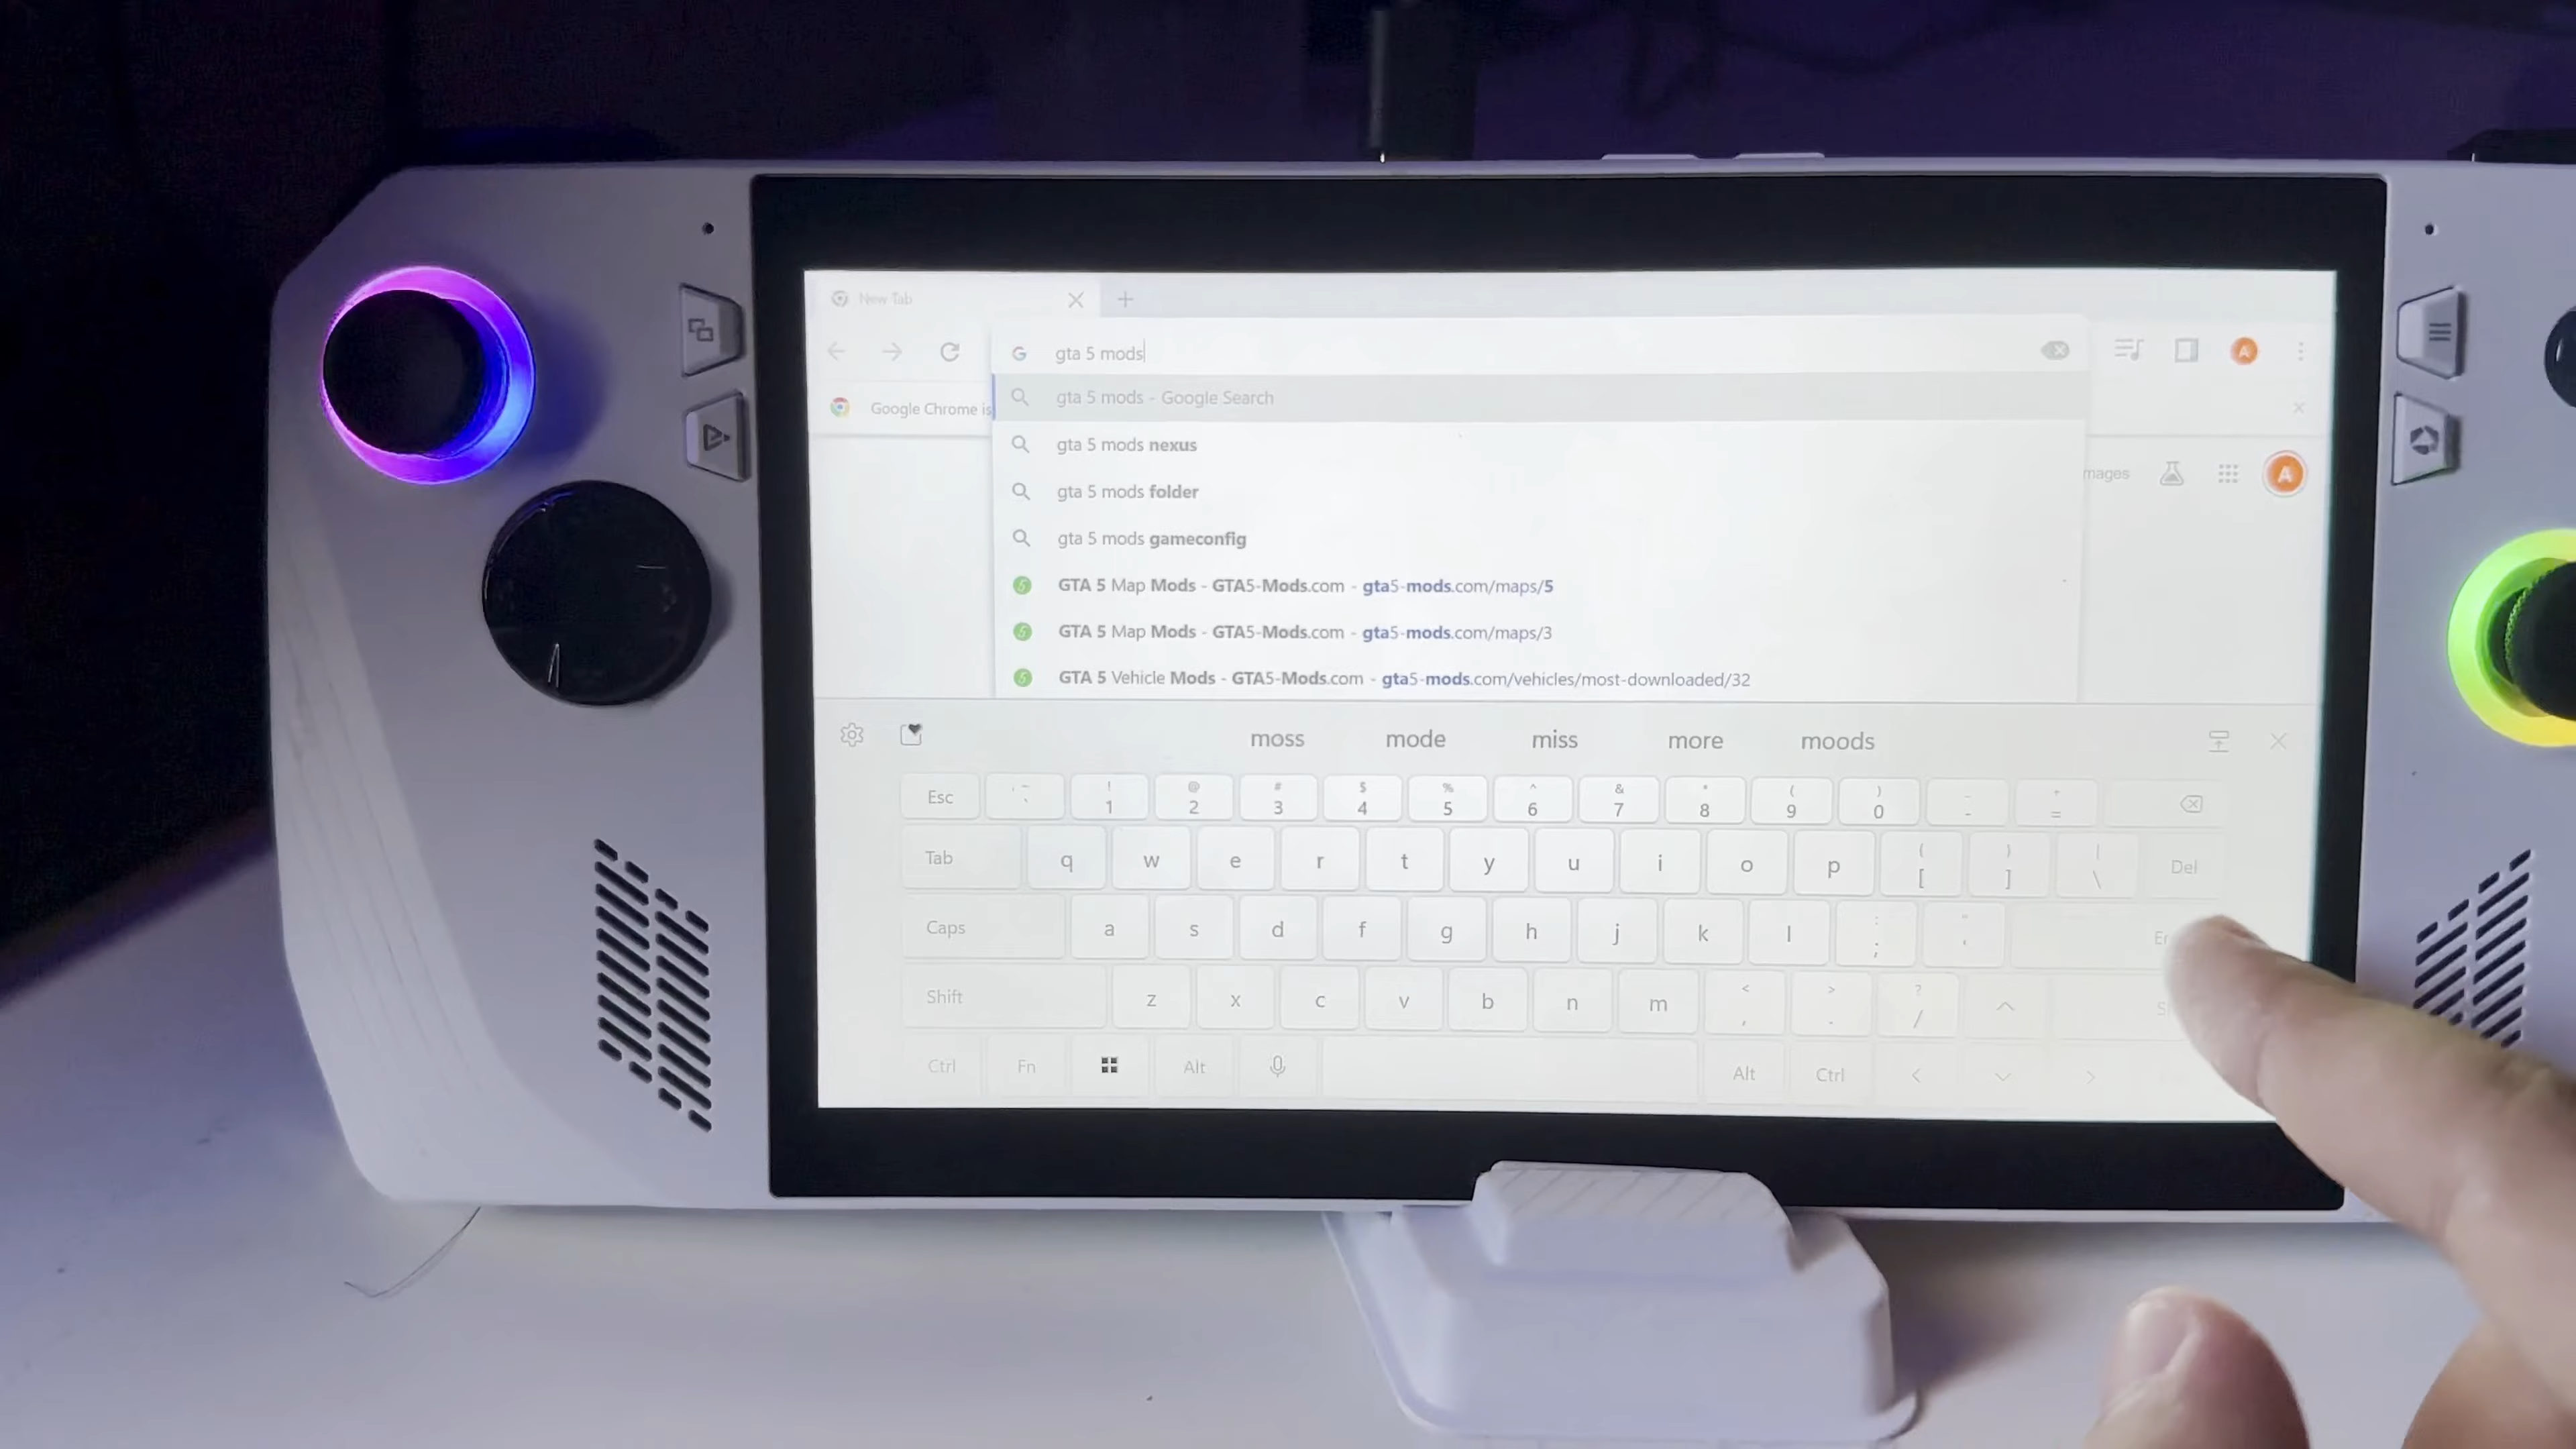 New Tab
gta 5 mods
A
Google Chrome is
gta 5 mods - Google Search
gta 5 mods nexus
mages
A
gta 5 mods folder
gta 5 mods gameconfig
GTA 5 Map Mods - GTA5-Mods.com - gta5-mods.com/maps/5
GTA 5 Map Mods - GTA5-Mods.com - gta5-mods.com/maps/3
GTA 5 Vehicle Mods - GTA5-Mods.com - gta5-mods.com/vehicles/most-downloaded/32
moss mode miss more moods
! @ # $ % ^ & * ( )
Esc ` 1 2 3 4 5 6 7 8 9 0 - =
Tab q w e r t y u i o p [ ] \ Del
Caps a s d f g h j k l ; '
Shift z x c v b n m , . /
Ctrl Fn Alt Alt Ctrl